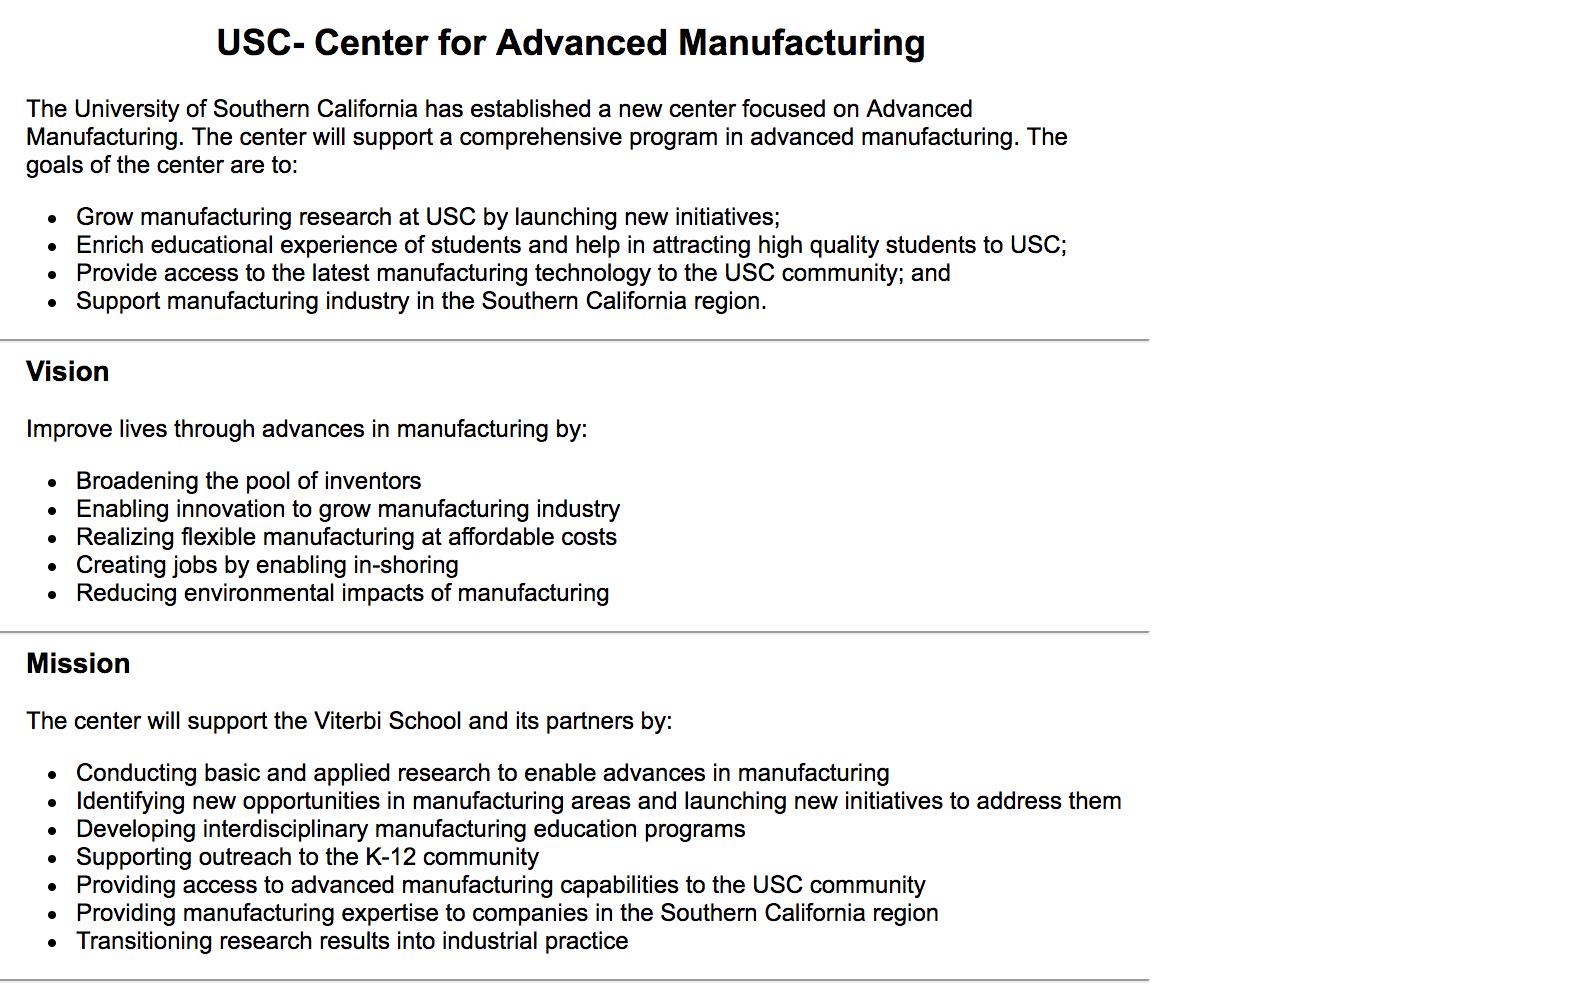 USC- Center for Advanced Manufacturing
The University of Southern California has established a new center focused on Advanced
Manufacturing. The center will support a comprehensive program in advanced manufacturing. The
goals of the center are to:
• Grow manufacturing research at USC by launching new initiatives;
• Enrich educational experience of students and help in attracting high quality students to USC;
• Provide access to the latest manufacturing technology to the USC community; and
• Support manufacturing industry in the Southern California region.
Vision
Improve lives through advances in manufacturing by:
• Broadening the pool of inventors
• Enabling innovation to grow manufacturing industry
• Realizing flexible manufacturing at affordable costs
• Creating jobs by enabling in-shoring
• Reducing environmental impacts of manufacturing
Mission
The center will support the Viterbi School and its partners by:
• Conducting basic and applied research to enable advances in manufacturing
• Identifying new opportunities in manufacturing areas and launching new initiatives to address them
• Developing interdisciplinary manufacturing education programs
• Supporting outreach to the K-12 community
• Providing access to advanced manufacturing capabilities to the USC community
• Providing manufacturing expertise to companies in the Southern California region
• Transitioning research results into industrial practice